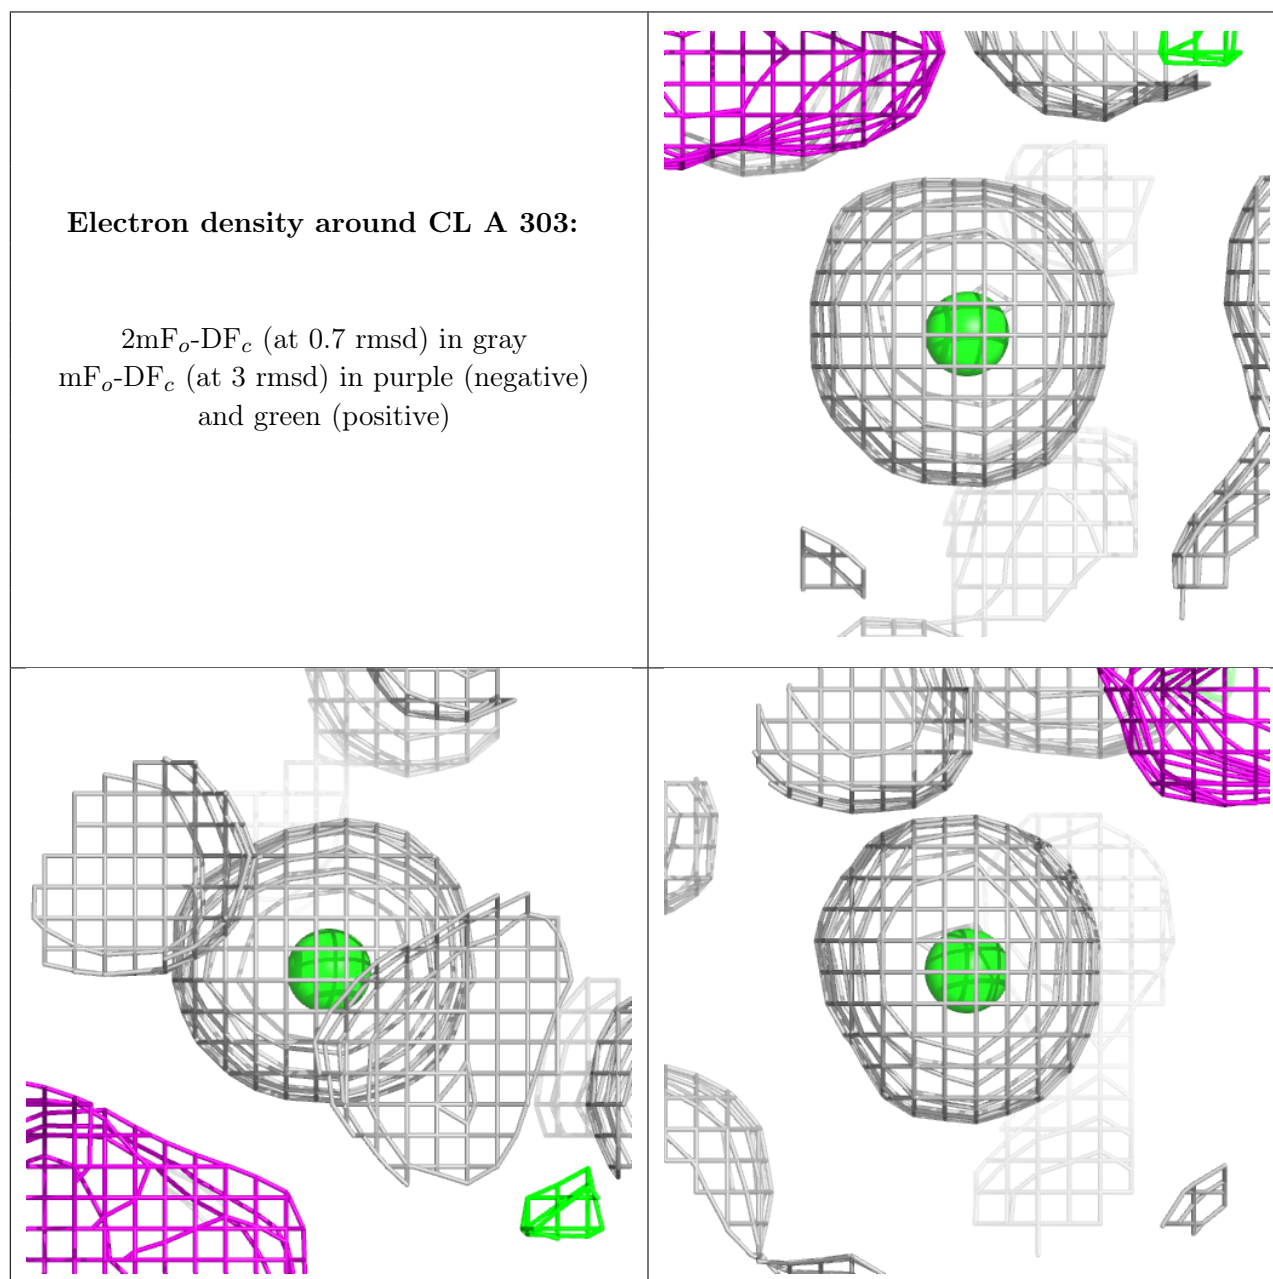 Electron density around CL A 303:
2mFo-DFc (at 0.7 rmsd) in gray
mFo-DFc (at 3 rmsd) in purple (negative)
and green (positive)